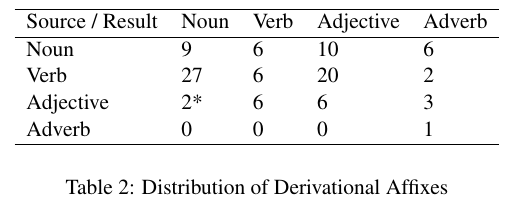 Source / Result Noun Verb Adjective Adverb
Noun 9 6 10 6
Verb 27 6 20 2
Adjective 2* 6 6 3
Adverb 0 0 0 1
Table 2: Distribution of Derivational Affixes